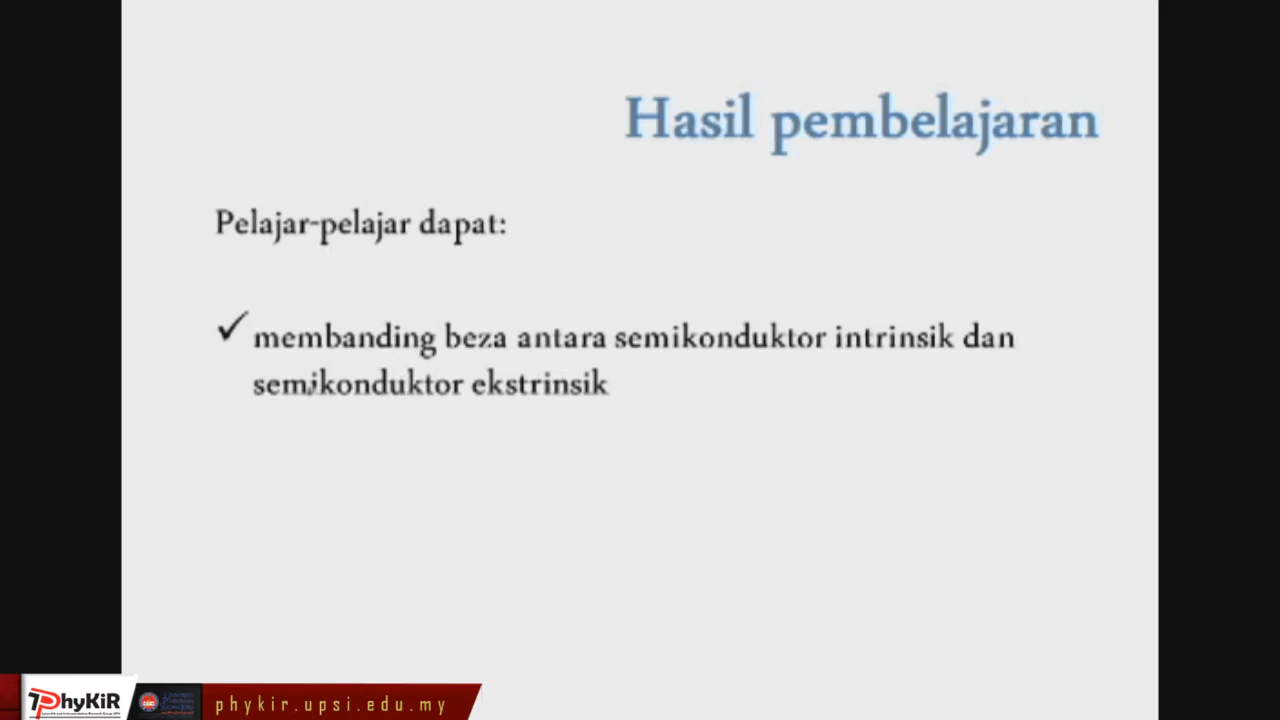 Hasil pembelajaran
Pelajar-pelajar dapat:
✓ membanding beza antara semikonduktor intrinsik dan
semikonduktor ekstrinsik
PhyKiR
phykir.upsi.edu.my